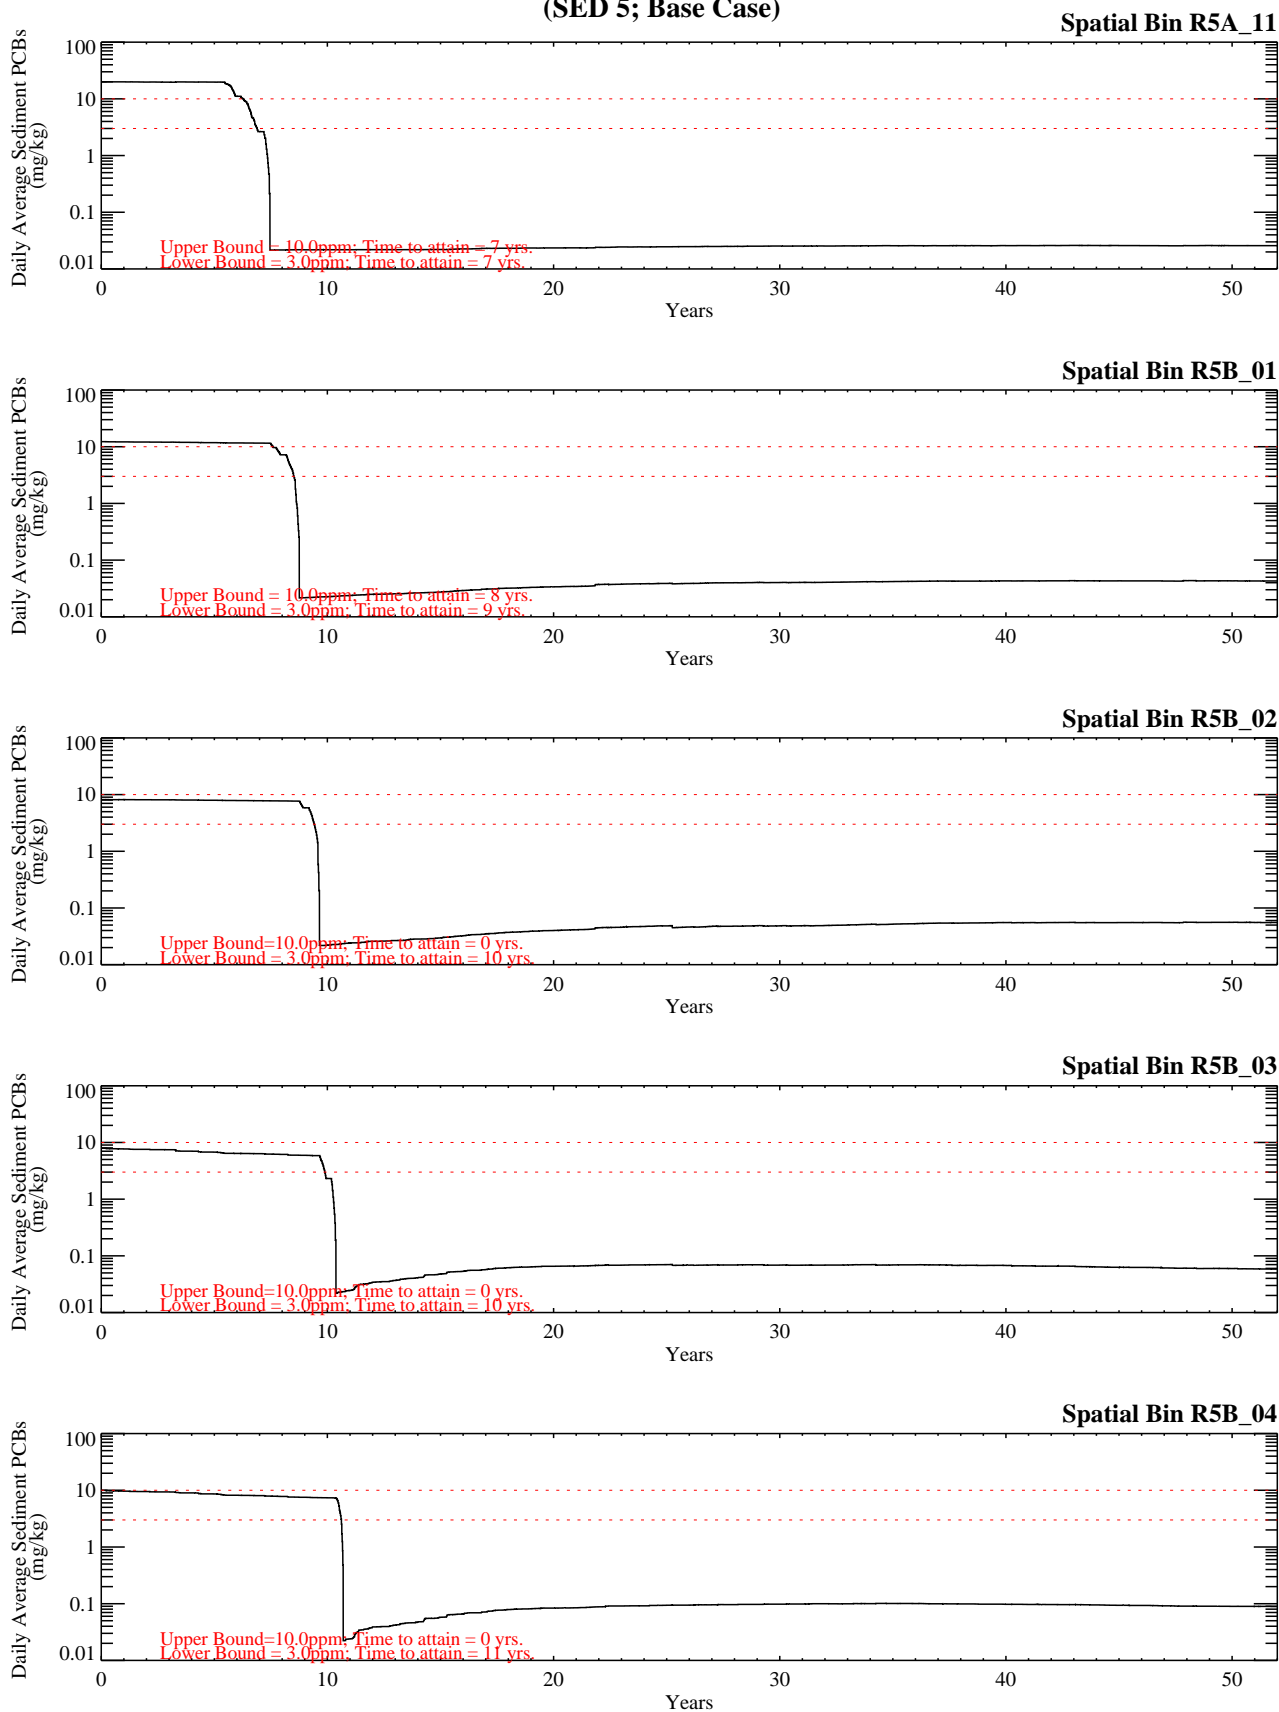 (SED 5; Base Case)
Spatial Bin R5A_11
Daily Average Sediment PCBs
(mg/kg)
100
10
1
0.1
0.01
Upper Bound = 10.0ppm; Time to attain = 7 yrs.
Lower Bound = 3.0ppm; Time to attain = 7 yrs.
0 10 20 30 40 50
Years
Spatial Bin R5B_01
Daily Average Sediment PCBs
(mg/kg)
100
10
1
0.1
0.01
Upper Bound = 10.0ppm; Time to attain = 8 yrs.
Lower Bound = 3.0ppm; Time to attain = 9 yrs.
0 10 20 30 40 50
Years
Spatial Bin R5B_02
Daily Average Sediment PCBs
(mg/kg)
100
10
1
0.1
0.01
Upper Bound=10.0ppm; Time to attain = 0 yrs.
Lower Bound = 3.0ppm; Time to attain = 10 yrs.
0 10 20 30 40 50
Years
Spatial Bin R5B_03
Daily Average Sediment PCBs
(mg/kg)
100
10
1
0.1
0.01
Upper Bound=10.0ppm; Time to attain = 0 yrs.
Lower Bound = 3.0ppm; Time to attain = 10 yrs.
0 10 20 30 40 50
Years
Spatial Bin R5B_04
Daily Average Sediment PCBs
(mg/kg)
100
10
1
0.1
0.01
Upper Bound=10.0ppm; Time to attain = 0 yrs.
Lower Bound = 3.0ppm; Time to attain = 11 yrs.
0 10 20 30 40 50
Years